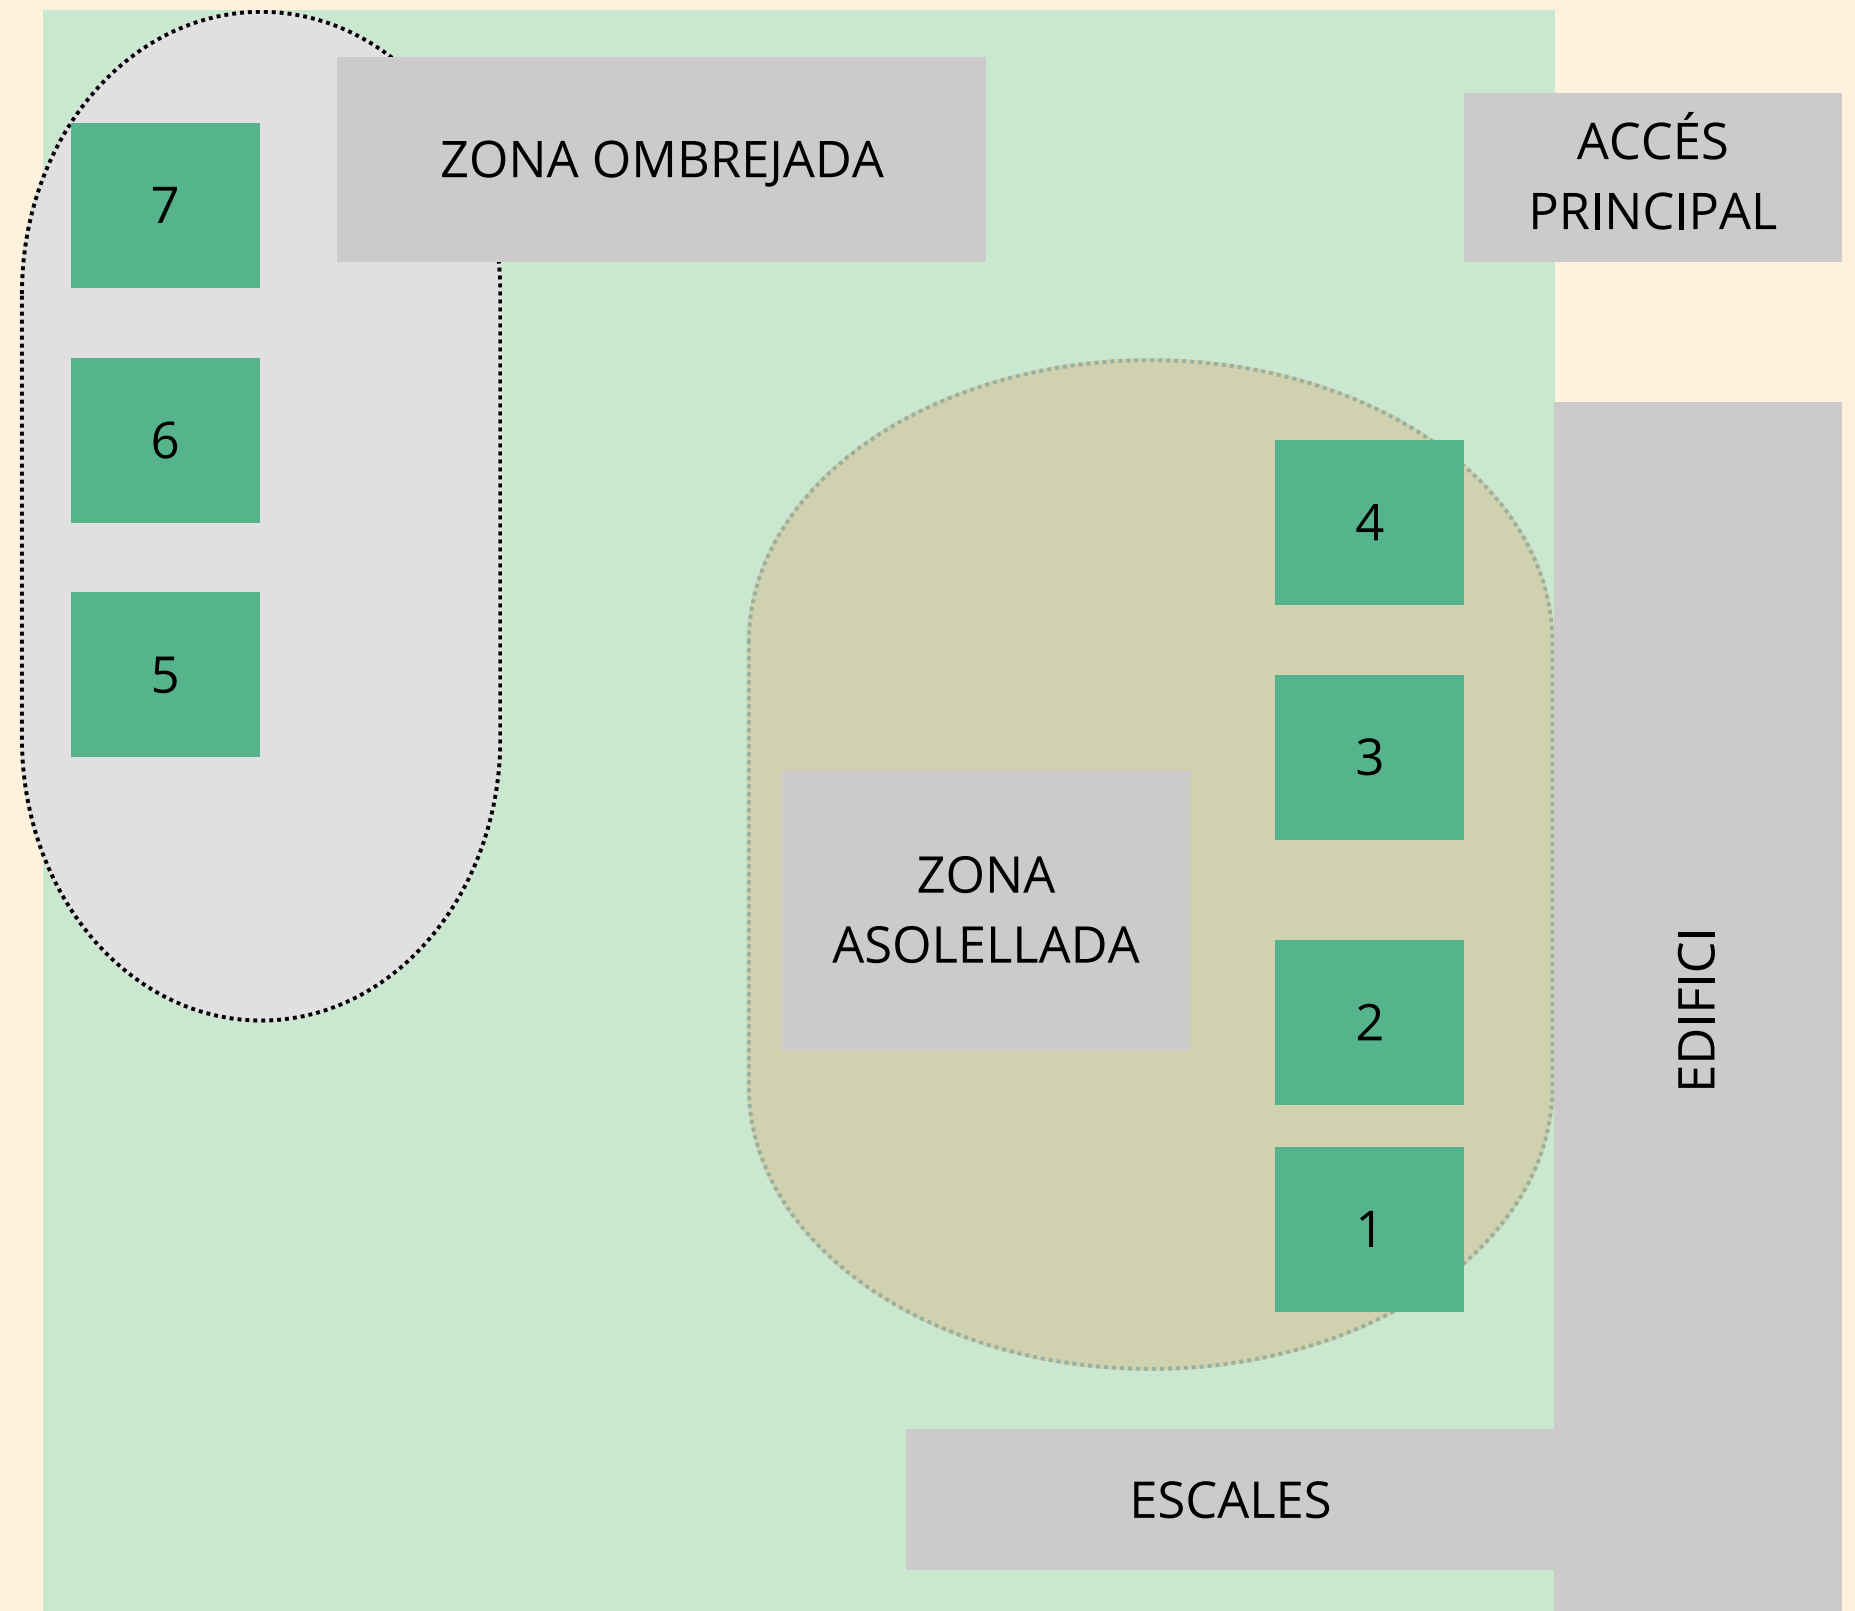 ZONA OMBREJADA
ACCÉS
PRINCIPAL
7
6
5
4
3
2
1
ZONA
ASOLELLADA
EDIFICI
ESCALES